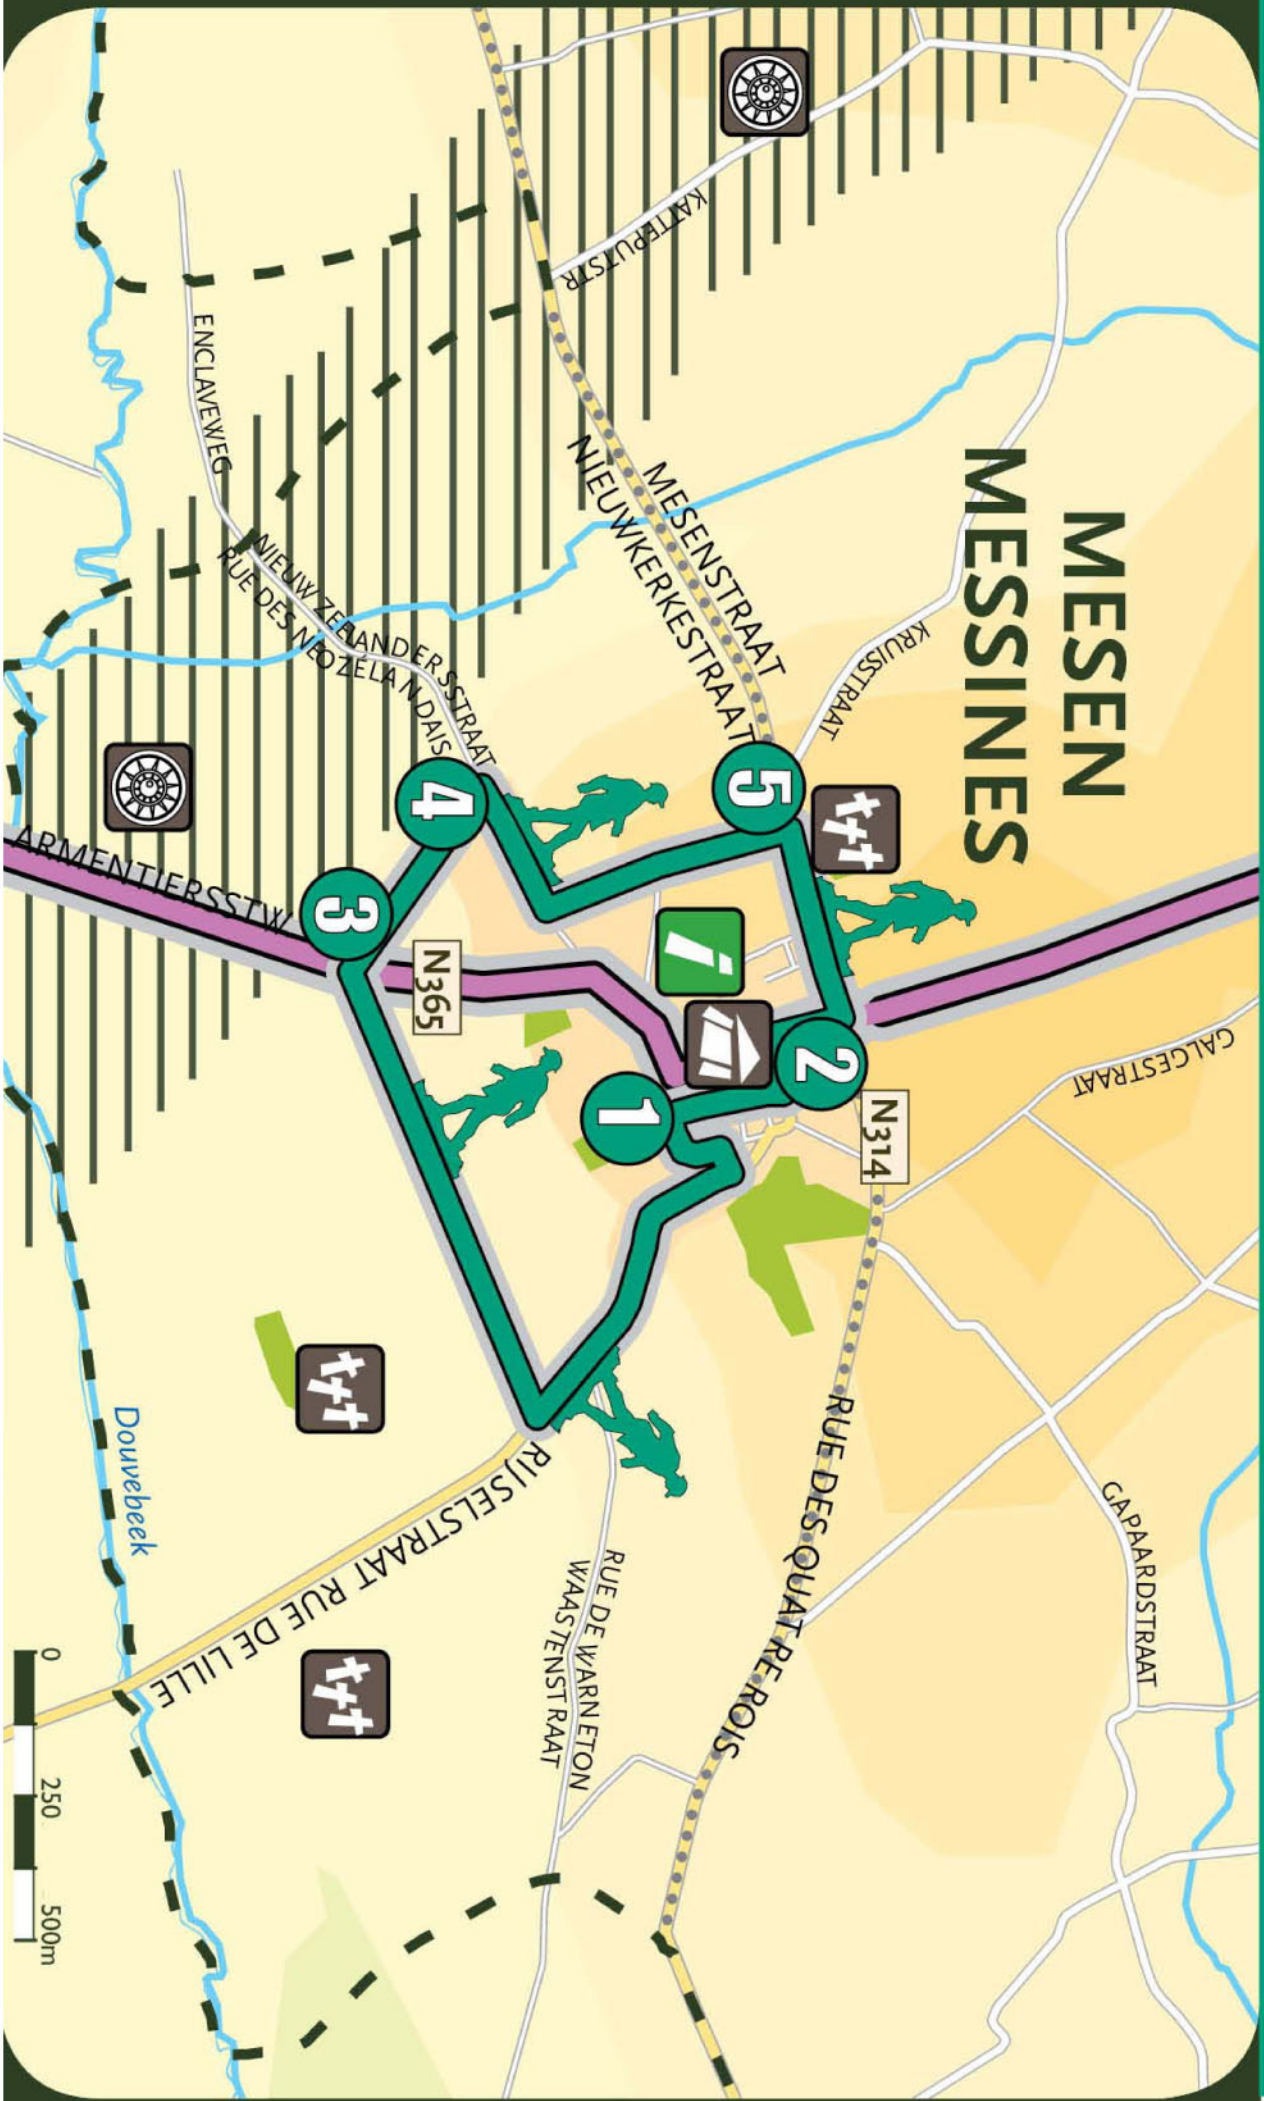 MESEN
MESSINES
KATTEPUTSTR
KRUISSTRAAT
MESENSTRAAT
NIEUWKERKESTRAAT
ENCLAVEWEG
NIEUW ZEELANDERSSTRAAT
RUE DES NEOZÉLANDAIS
GALGESTRAAT
5
4
3
2
1
i
N314
N365
ARMENTIERSSTW
GAPAARDSTRAAT
RUE DES QUATRE ROIS
RUE DE WARNETON
WAASTENSTRAAT
RIJSELSTRAAT RUE DE LILLE
Douvebeek
0 250 500m